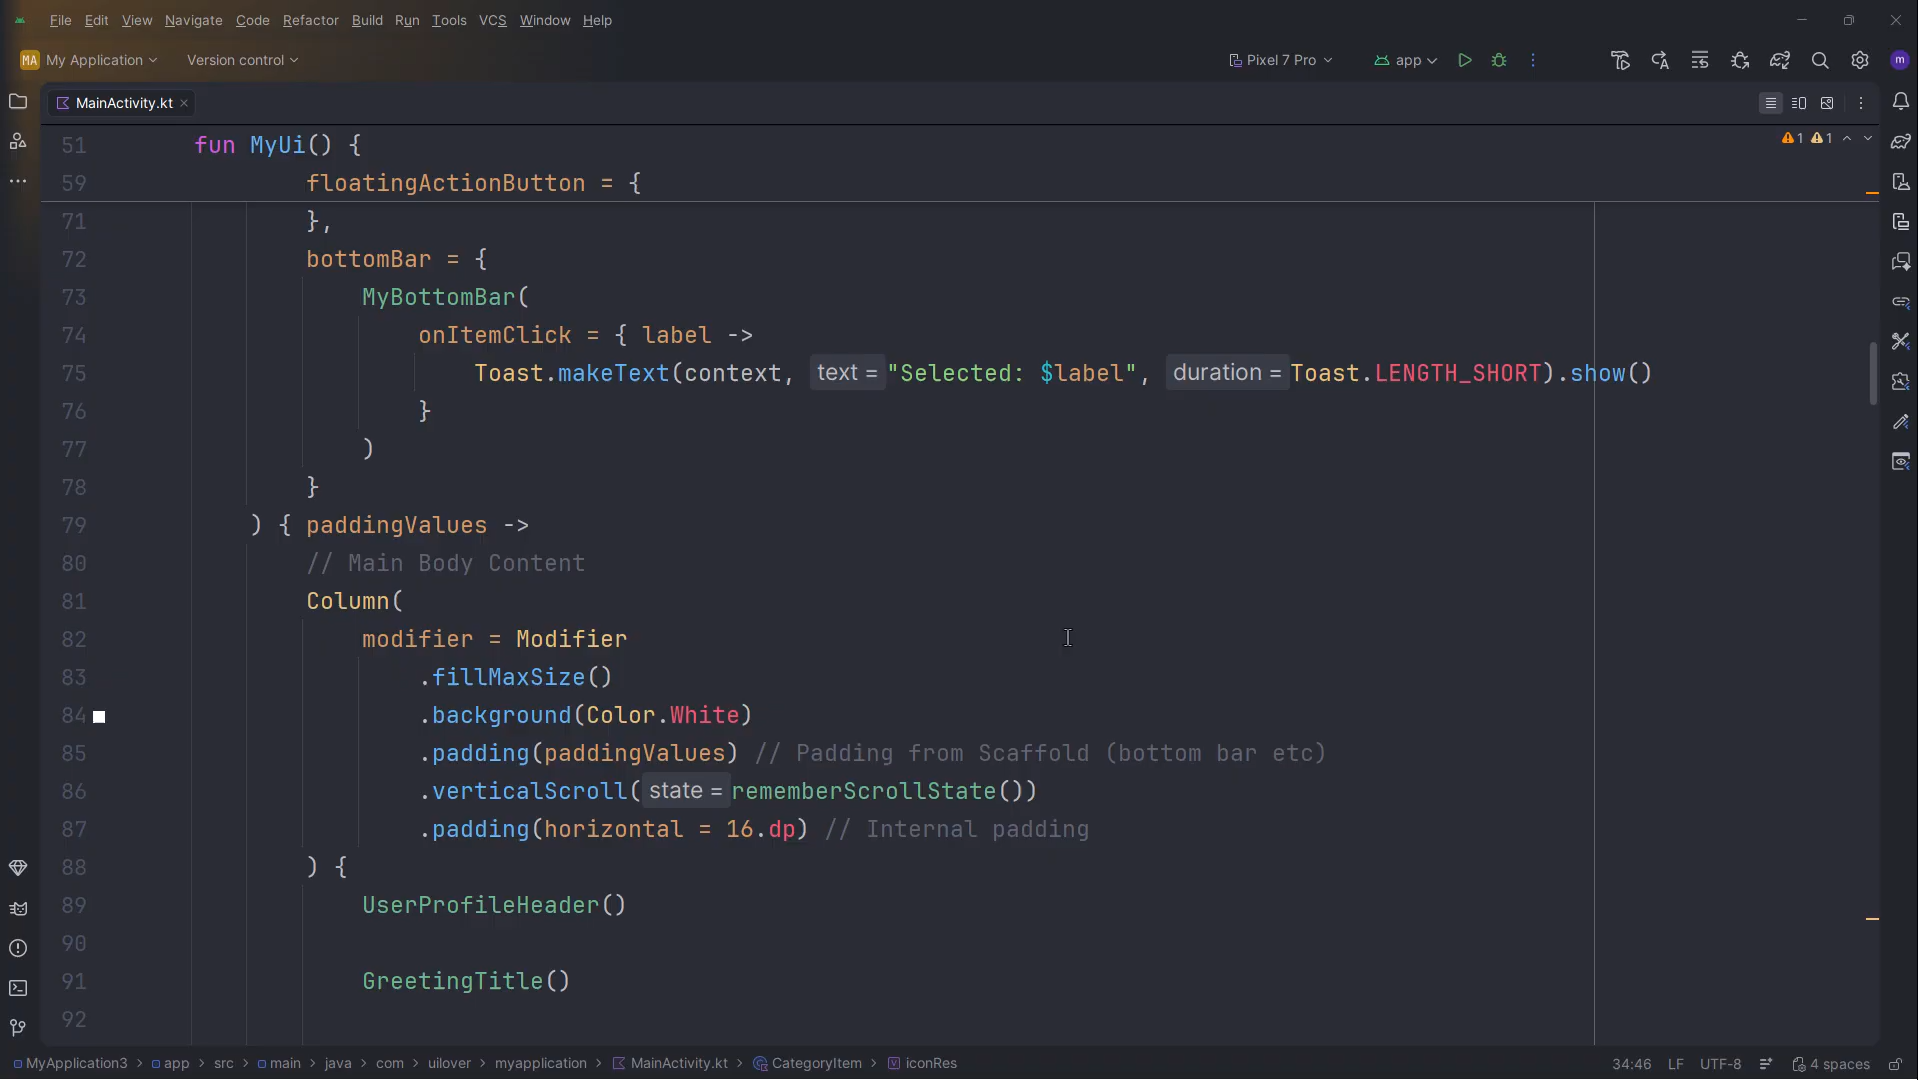 File Edit View Navigate Code Refactor Build Run Tools VCS Window Help
MA My Application Version control Pixel 7 Pro app m
MainActivity.kt
51 fun MyUi() { 1 1
59 floatingActionButton = {
71 },
72 bottomBar = {
73 MyBottomBar(
74 onItemClick = { label ->
75 Toast.makeText(context, text = "Selected: $label", duration = Toast.LENGTH_SHORT).show()
76 }
77 )
78 }
79 ) { paddingValues ->
80 // Main Body Content
81 Column(
82 modifier = Modifier
83 .fillMaxSize()
84 .background(Color.White)
85 .padding(paddingValues) // Padding from Scaffold (bottom bar etc)
86 .verticalScroll( state = rememberScrollState())
87 .padding(horizontal = 16.dp) // Internal padding
88 ) {
89 UserProfileHeader()
90
91 GreetingTitle()
92
MyApplication3 > app > src > main > java > com > uilover > myapplication > MainActivity.kt > CategoryItem > iconRes 34:46 LF UTF-8 4 spaces